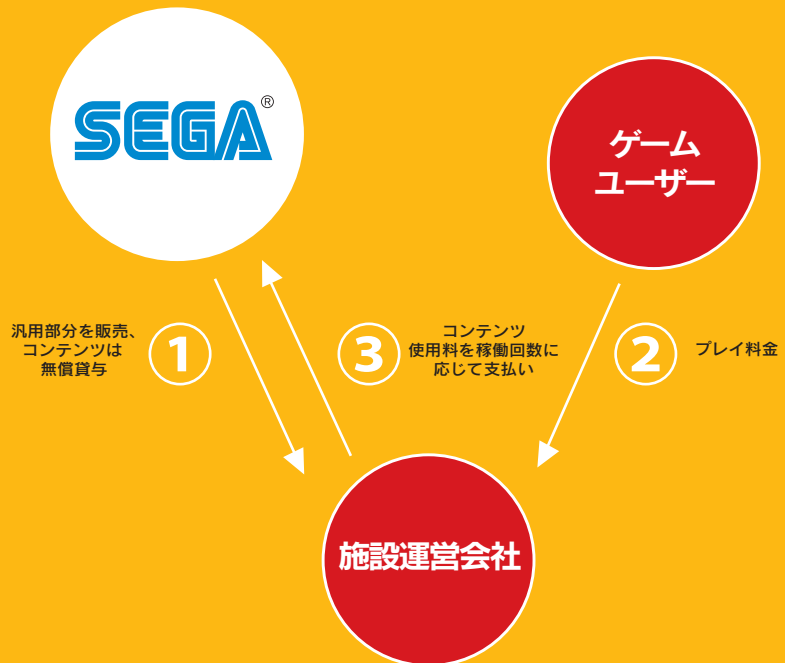 SEGA®
ゲーム
ユーザー
汎用部分を販売、
コンテンツは
無償貸与
1
3
コンテンツ
使用料を稼働回数に
応じて支払い
2
プレイ料金
施設運営会社